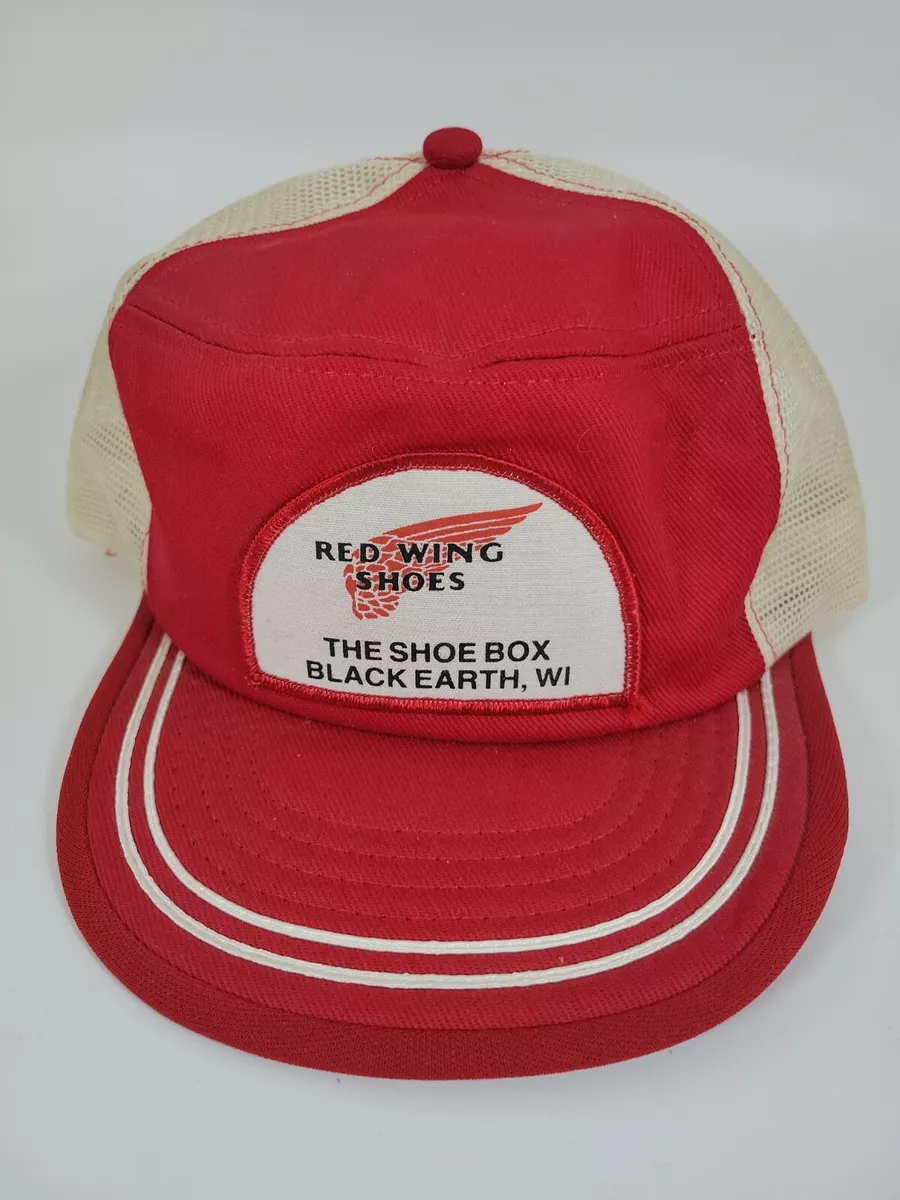 RED WING
SHOES
THE SHOE BOX
BLACK EARTH, WI